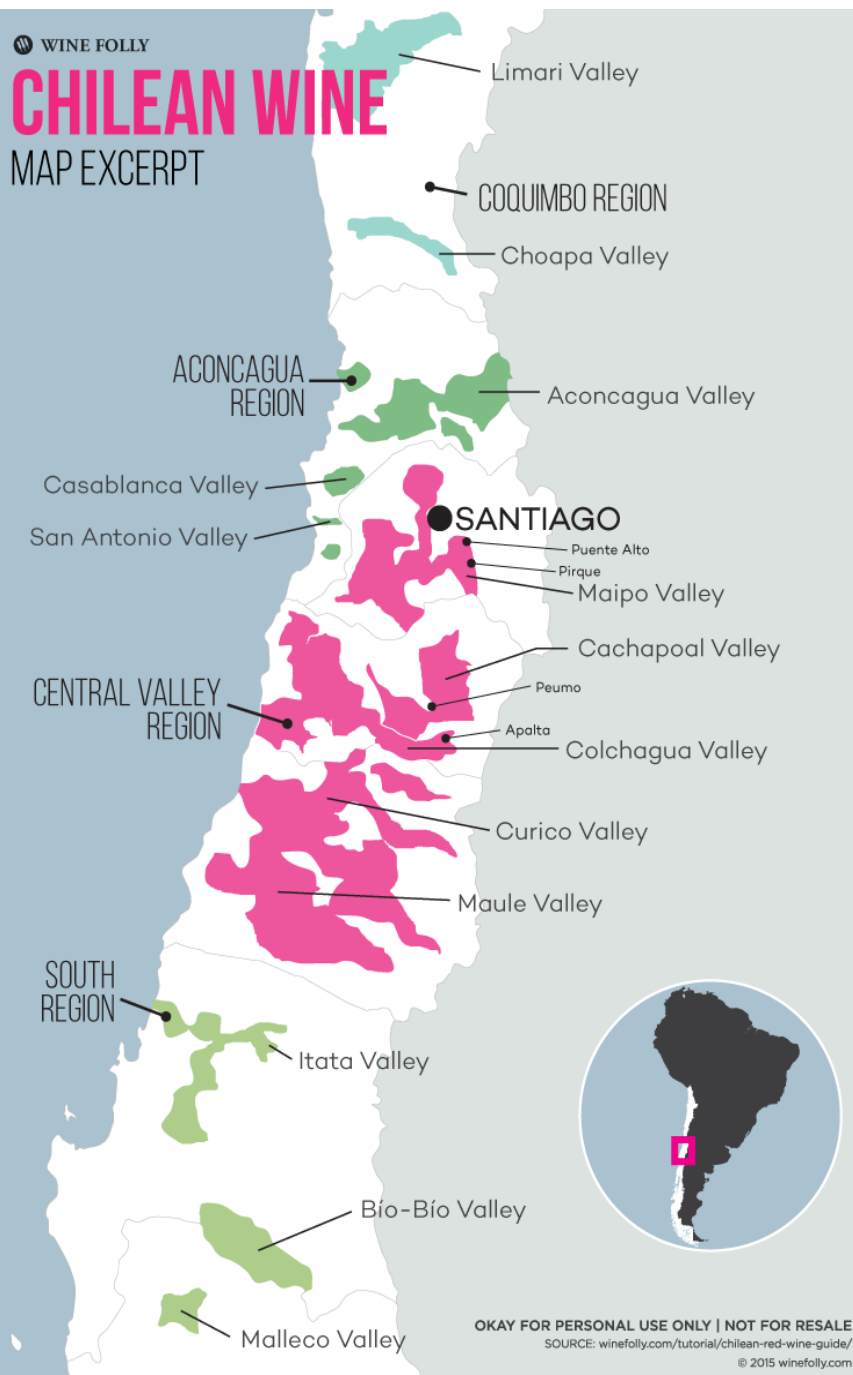 WINE FOLLY
CHILEAN WINE
MAP EXCERPT
Limari Valley
COQUIMBO REGION
Choapa Valley
ACONCAGUA
REGION
Aconcagua Valley
Casablanca Valley
San Antonio Valley
SANTIAGO
Puente Alto
Pirque
Maipo Valley
Cachapoal Valley
Peumo
CENTRAL VALLEY
REGION
Apalta
Colchagua Valley
Curico Valley
Maule Valley
SOUTH
REGION
Itata Valley
Bío-Bío Valley
Malleco Valley
OKAY FOR PERSONAL USE ONLY | NOT FOR RESALE
SOURCE: winefolly.com/tutorial/chilean-red-wine-guide/
© 2015 winefolly.com